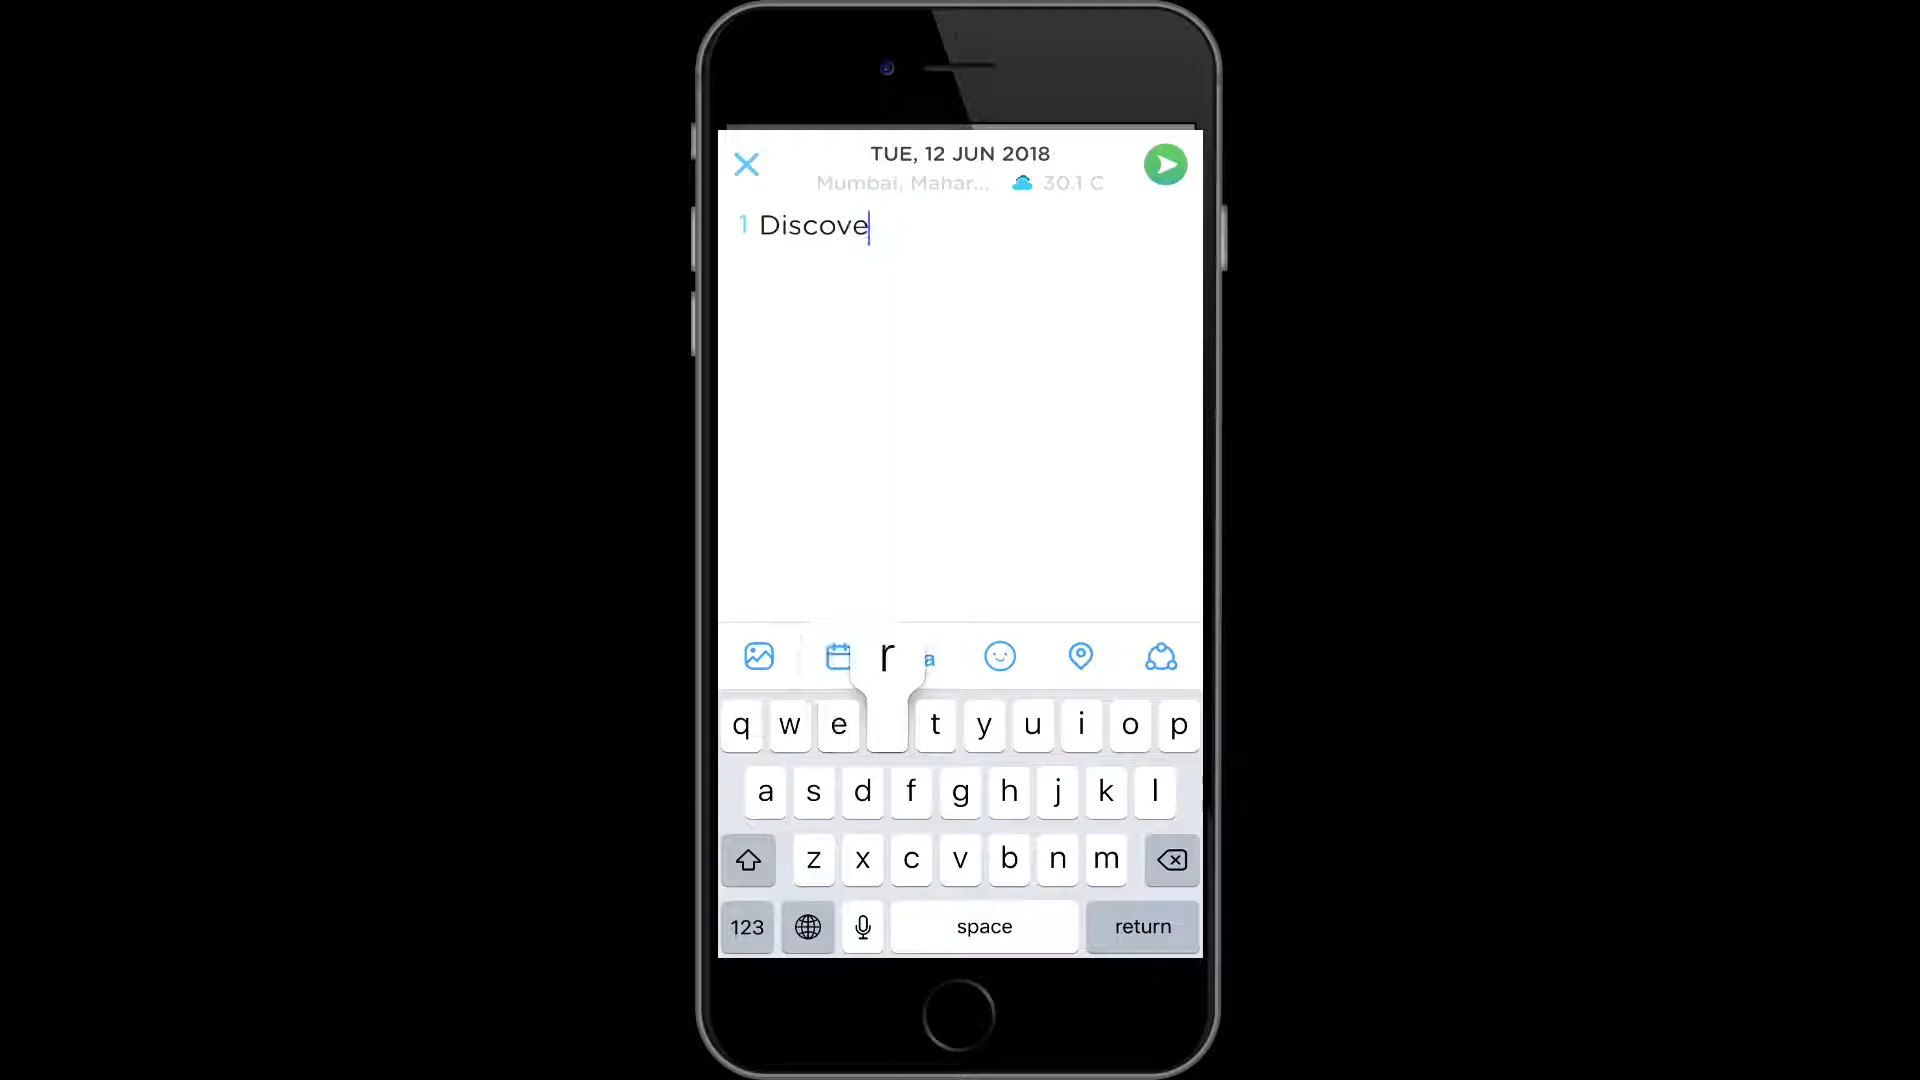 TUE, 12 JUN 2018
Mumbai, Mahar... 30.1 C
1 Discove
r a
q w e t y u i o p
a s d f g h j k l
z x c v b n m
123 space return